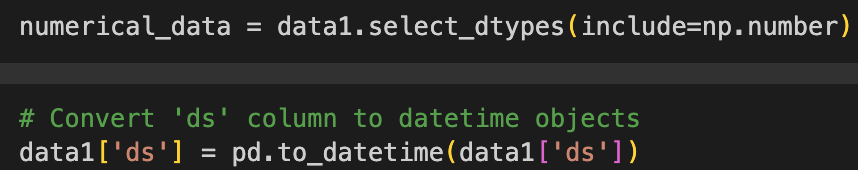 numerical_data = data1.select_dtypes(include=np.number)
# Convert 'ds' column to datetime objects
data1['ds'] = pd.to_datetime(data1['ds'])